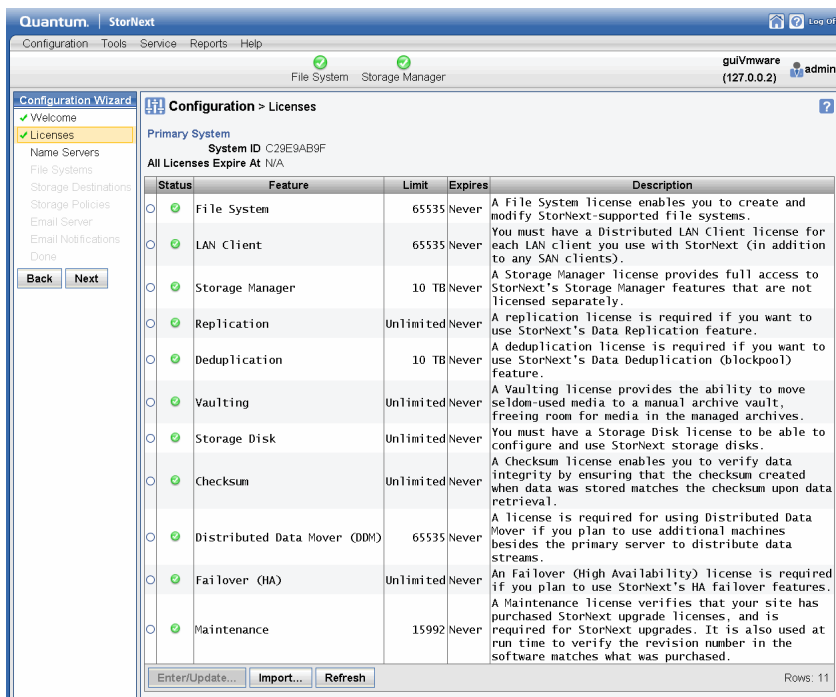 Quantum. StorNext Log Of
Configuration Tools Service Reports Help
File System Storage Manager
guiVmware
(127.0.0.2)
admin
Configuration Wizard
Welcome
Licenses
Name Servers
File Systems
Storage Destinations
Storage Policies
Email Server
Email Notifications
Done
Back Next
Configuration > Licenses
Primary System
System ID C29E9AB9F
All Licenses Expire At N/A
Status Feature Limit Expires Description
File System 65535 Never A File System license enables you to create and
modify StorNext-supported file systems.
LAN Client 65535 Never You must have a Distributed LAN Client license for
each LAN client you use with StorNext (in addition
to any SAN clients).
Storage Manager 10 TB Never A Storage Manager license provides full access to
StorNext's Storage Manager features that are not
licensed separately.
Replication Unlimited Never A replication license is required if you want to
use StorNext's Data Replication feature.
Deduplication 10 TB Never A deduplication license is required if you want to
use StorNext's Data Deduplication (blockpool)
feature.
Vaulting Unlimited Never A Vaulting license provides the ability to move
seldom-used media to a manual archive vault,
freeing room for media in the managed archives.
Storage Disk Unlimited Never You must have a Storage Disk license to be able to
configure and use StorNext storage disks.
Checksum Unlimited Never A Checksum license enables you to verify data
integrity by ensuring that the checksum created
when data was stored matches the checksum upon data
retrieval.
Distributed Data Mover (DDM) 65535 Never A license is required for using Distributed Data
Mover if you plan to use additional machines
besides the primary server to distribute data
streams.
Failover (HA) Unlimited Never An Failover (High Availability) license is required
if you plan to use StorNext's HA failover features.
Maintenance 15992 Never A Maintenance license verifies that your site has
purchased StorNext upgrade licenses, and is
required for StorNext upgrades. It is also used at
run time to verify the revision number in the
software matches what was purchased.
Enter/Update... Import... Refresh Rows: 11